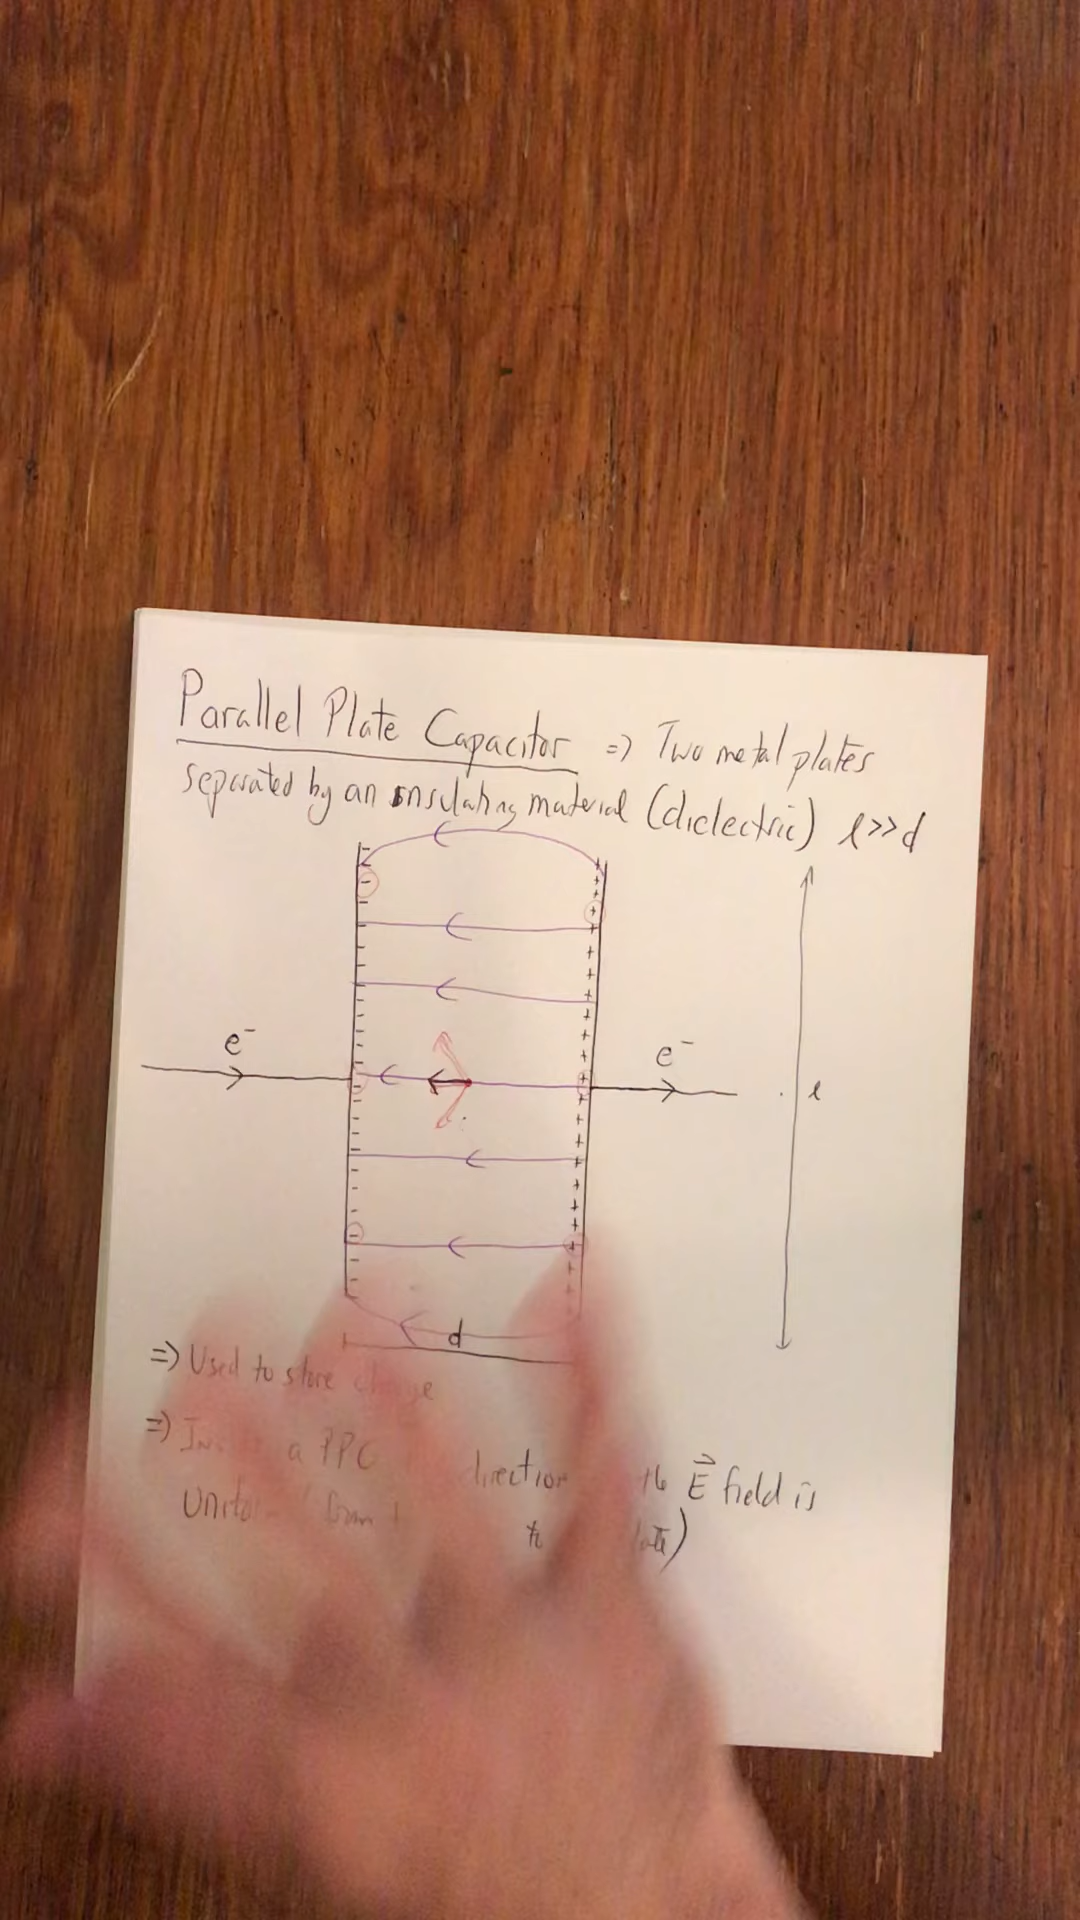 Parallel Plate Capacitor => Two metal plates
separated by an insulating material (dielectric) l>>d
e⁻
e⁻
l
d
=> Used to store charge
=> a PPC direction E field is